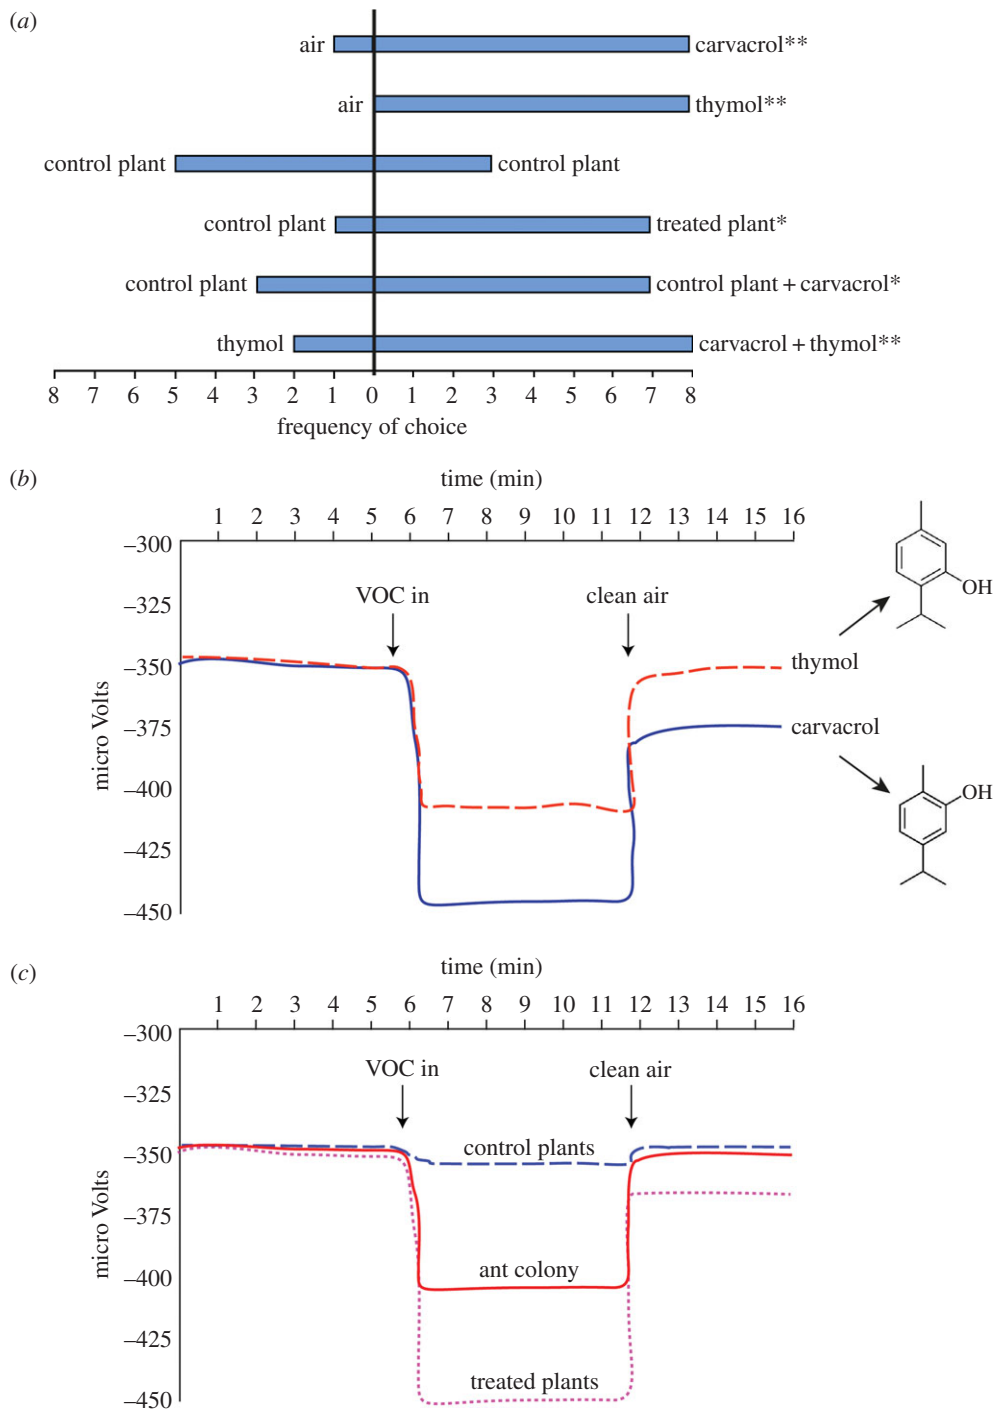 (a)
air carvacrol**
air thymol**
control plant control plant
control plant treated plant*
control plant control plant + carvacrol*
thymol carvacrol + thymol**
8 7 6 5 4 3 2 1 0 1 2 3 4 5 6 7 8
frequency of choice
(b)
time (min)
1 2 3 4 5 6 7 8 9 10 11 12 13 14 15 16
–300
–325
–350
–375
–400
–425
–450
micro Volts
VOC in
clean air
OH
thymol
carvacrol
OH
(c)
time (min)
1 2 3 4 5 6 7 8 9 10 11 12 13 14 15 16
–300
–325
–350
–375
–400
–425
–450
micro Volts
VOC in
clean air
control plants
ant colony
treated plants